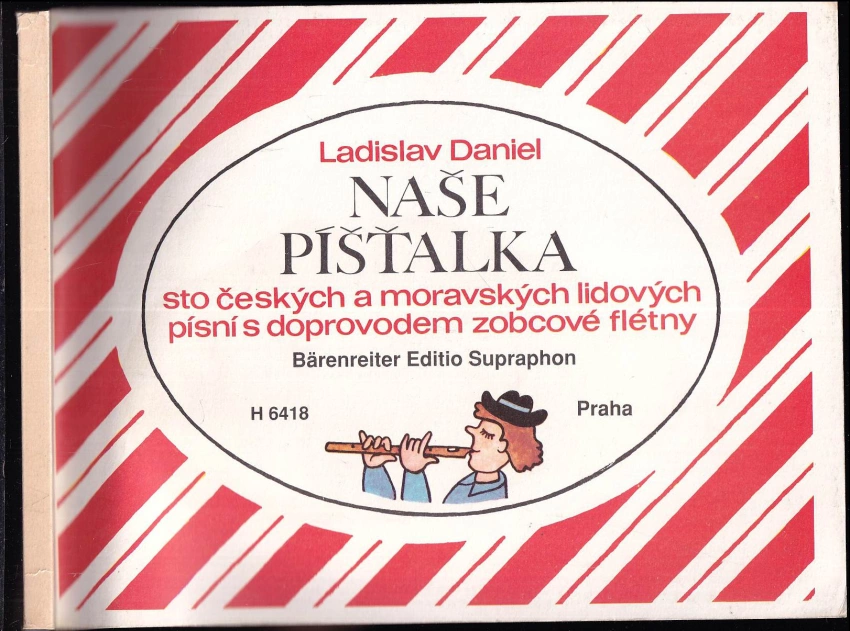 Ladislav Daniel
NAŠE
PÍŠŤALKA
sto českých a moravských lidových
písní s doprovodem zobcové flétny
Bärenreiter Editio Supraphon
H 6418
Praha